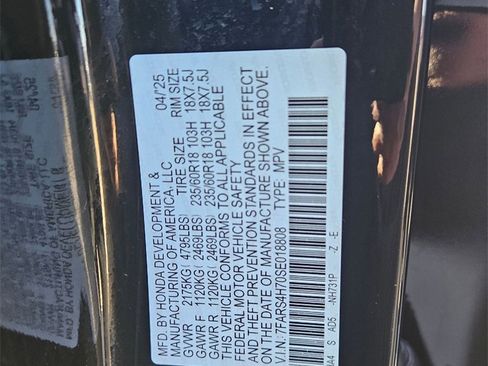 MFD. BY HONDA DEVELOPMENT &
MANUFACTURING OF AMERICA, LLC 04/25
TIRE SIZE RIM SIZE
GVWR 2175KG( 4795LBS)
GAWR F 1120KG( 2469LBS) 235/60R18 103H 18X7.5J
GAWR R 1120KG( 2469LBS) 235/60R18 103H 18X7.5J
THIS VEHICLE CONFORMS TO ALL APPLICABLE
FEDERAL MOTOR VEHICLE SAFETY
AND THEFT PREVENTION STANDARDS IN EFFECT
ON THE DATE OF MANUFACTURE SHOWN ABOVE.
V.I.N. 7FARS4H70SE018808 TYPE: MPV
S AD5 -NH731P -Z -E